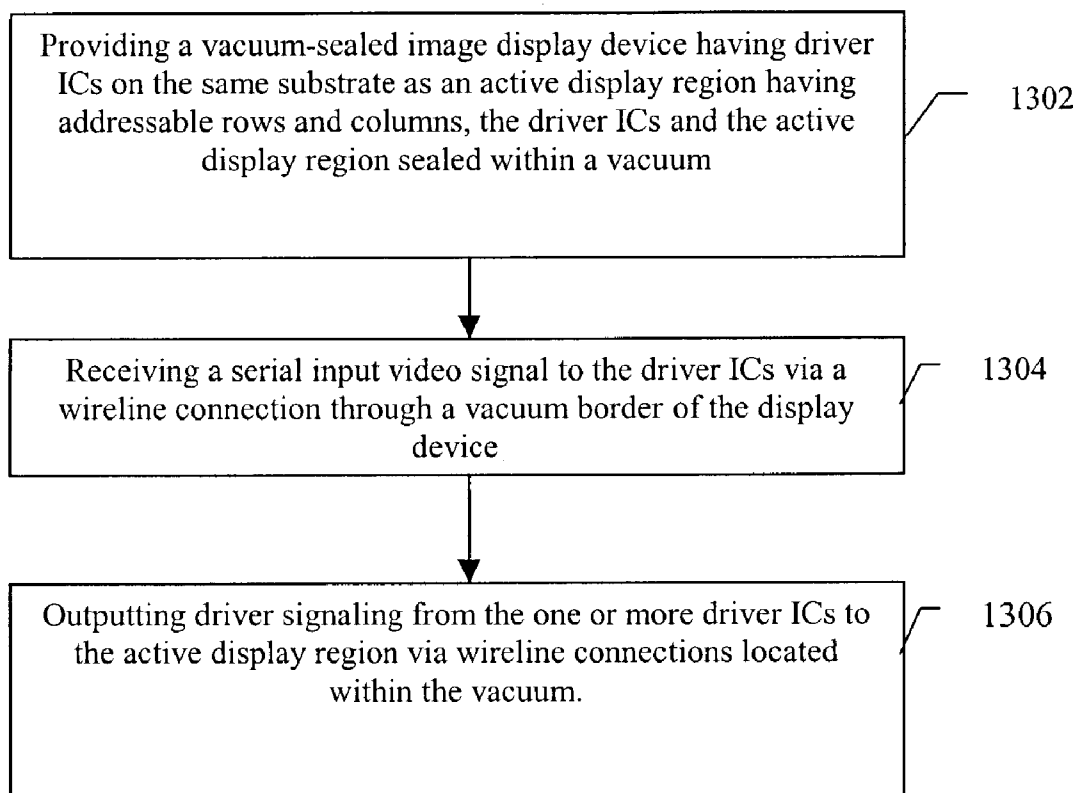 Providing a vacuum-sealed image display device having driver
ICs on the same substrate as an active display region having
addressable rows and columns, the driver ICs and the active
display region sealed within a vacuum
1302
Receiving a serial input video signal to the driver ICs via a
wireline connection through a vacuum border of the display
device
1304
Outputting driver signaling from the one or more driver ICs to
the active display region via wireline connections located
within the vacuum.
1306